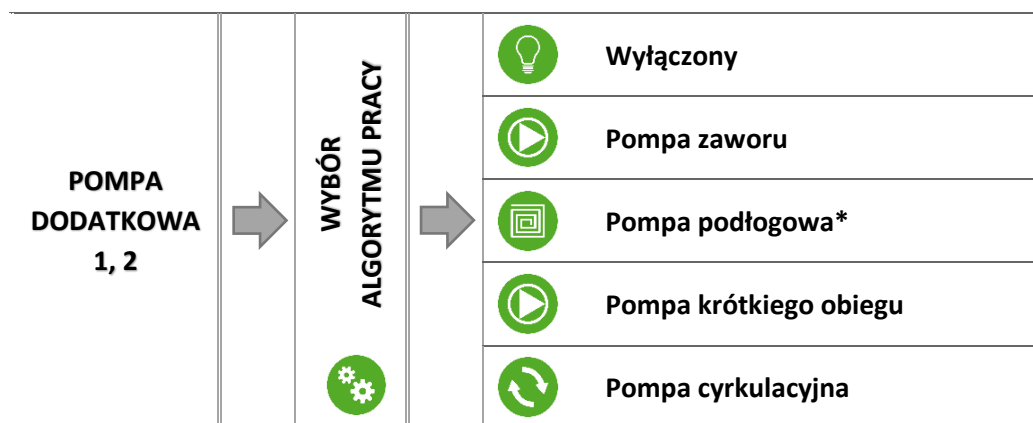 POMPA
DODATKOWA
1, 2
WYBÓR
ALGORYTMU PRACY
Wyłączony
Pompa zaworu
Pompa podłogowa*
Pompa krótkiego obiegu
Pompa cyrkulacyjna